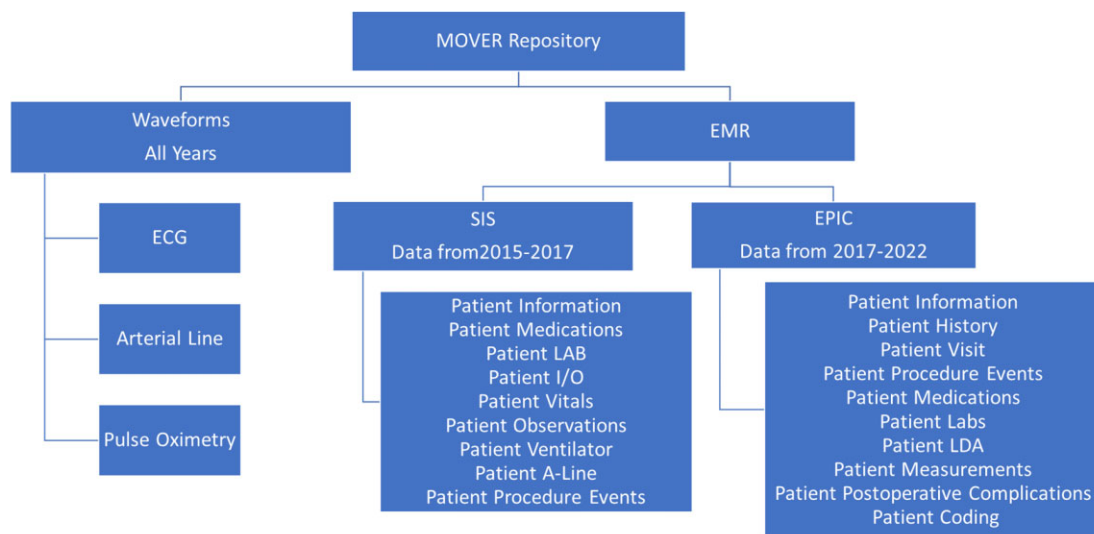 MOVER Repository
Waveforms
All Years
EMR
ECG
Arterial Line
Pulse Oximetry
SIS
Data from2015-2017
Patient Information
Patient Medications
Patient LAB
Patient I/O
Patient Vitals
Patient Observations
Patient Ventilator
Patient A-Line
Patient Procedure Events
EPIC
Data from 2017-2022
Patient Information
Patient History
Patient Visit
Patient Procedure Events
Patient Medications
Patient Labs
Patient LDA
Patient Measurements
Patient Postoperative Complications
Patient Coding